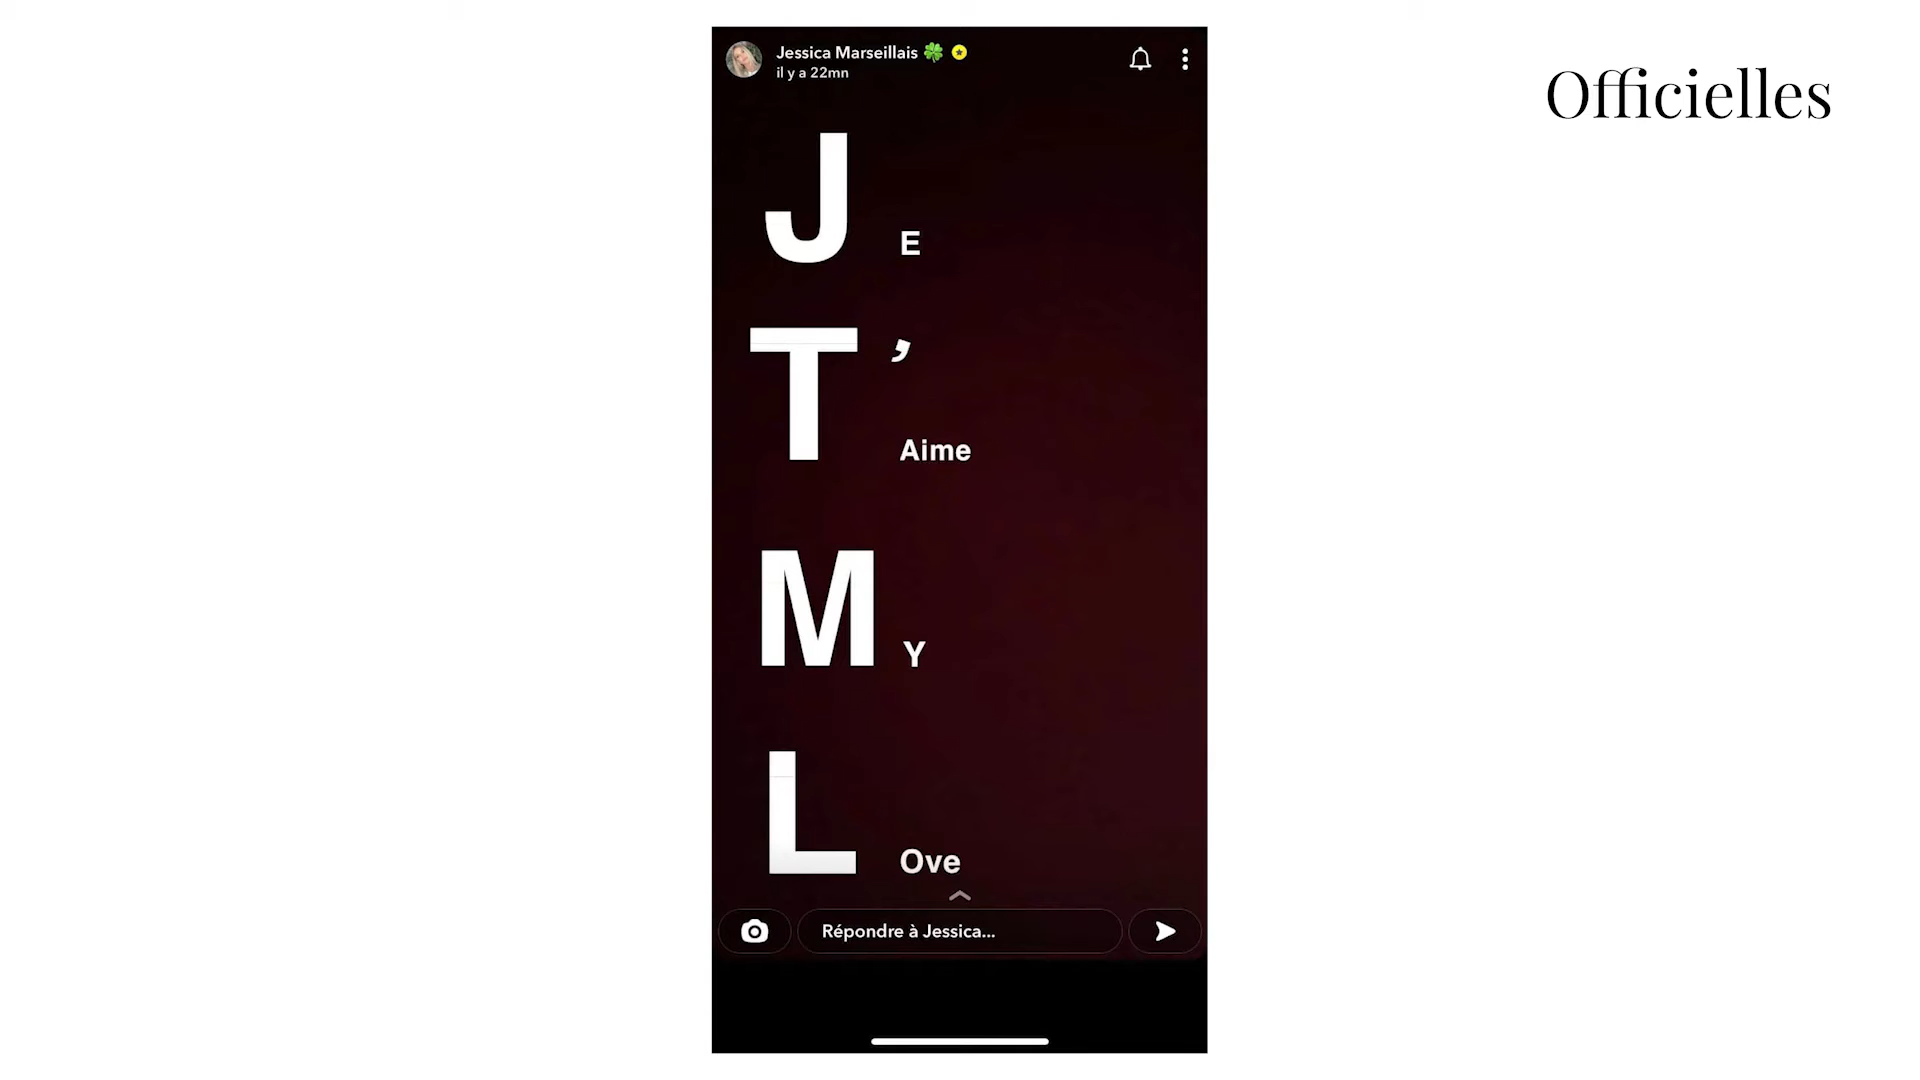 Jessica Marseillais 🍀
il y a 22mn
Officielles
J E
T ’
Aime
M Y
L Ove
Répondre à Jessica...